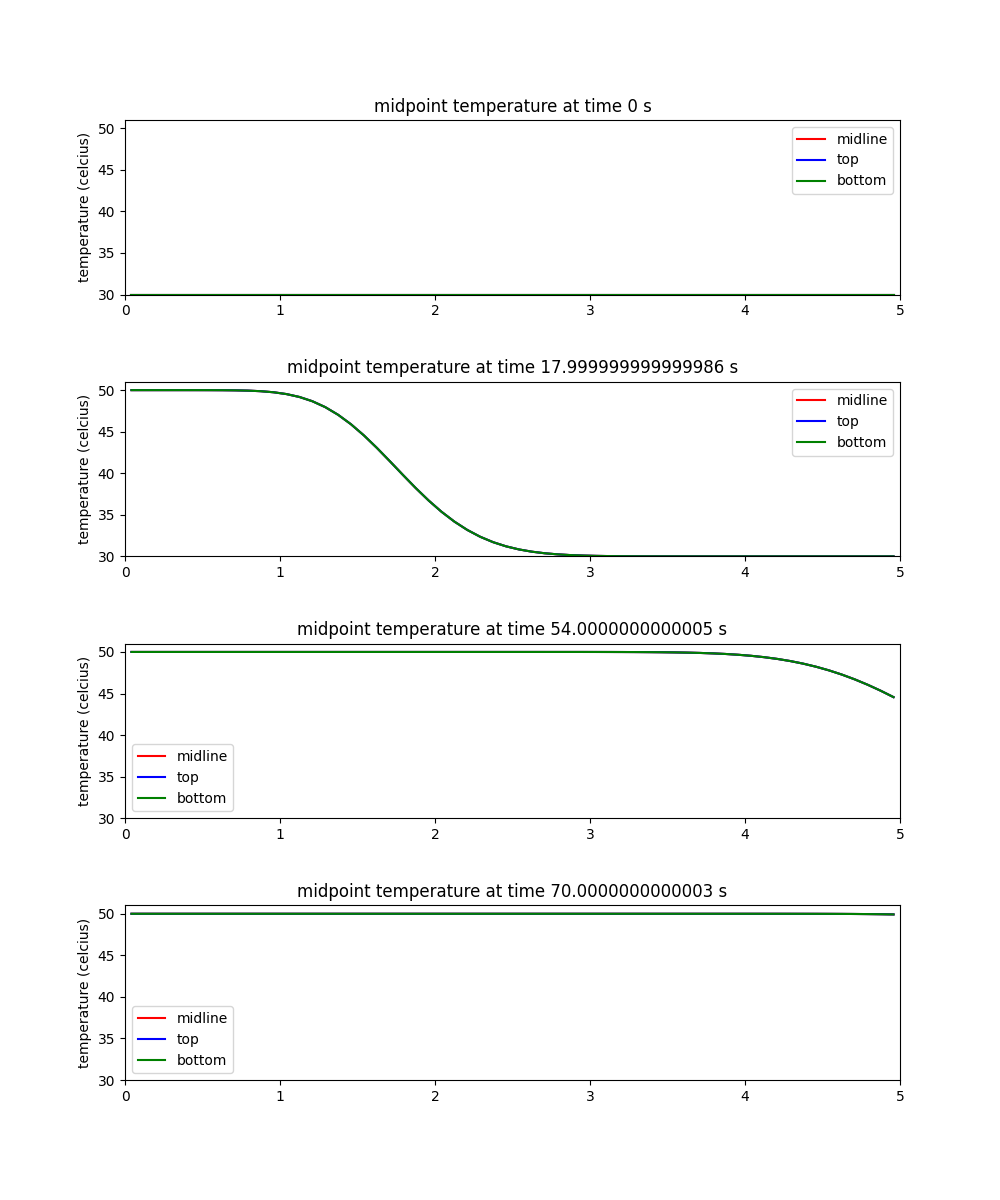 midpoint temperature at time 0 s
temperature (celcius)
50
45
40
35
30
midline
top
bottom
0 1 2 3 4 5
midpoint temperature at time 17.999999999999986 s
temperature (celcius)
50
45
40
35
30
midline
top
bottom
0 1 2 3 4 5
midpoint temperature at time 54.0000000000005 s
temperature (celcius)
50
45
40
35
30
midline
top
bottom
0 1 2 3 4 5
midpoint temperature at time 70.0000000000003 s
temperature (celcius)
50
45
40
35
30
midline
top
bottom
0 1 2 3 4 5